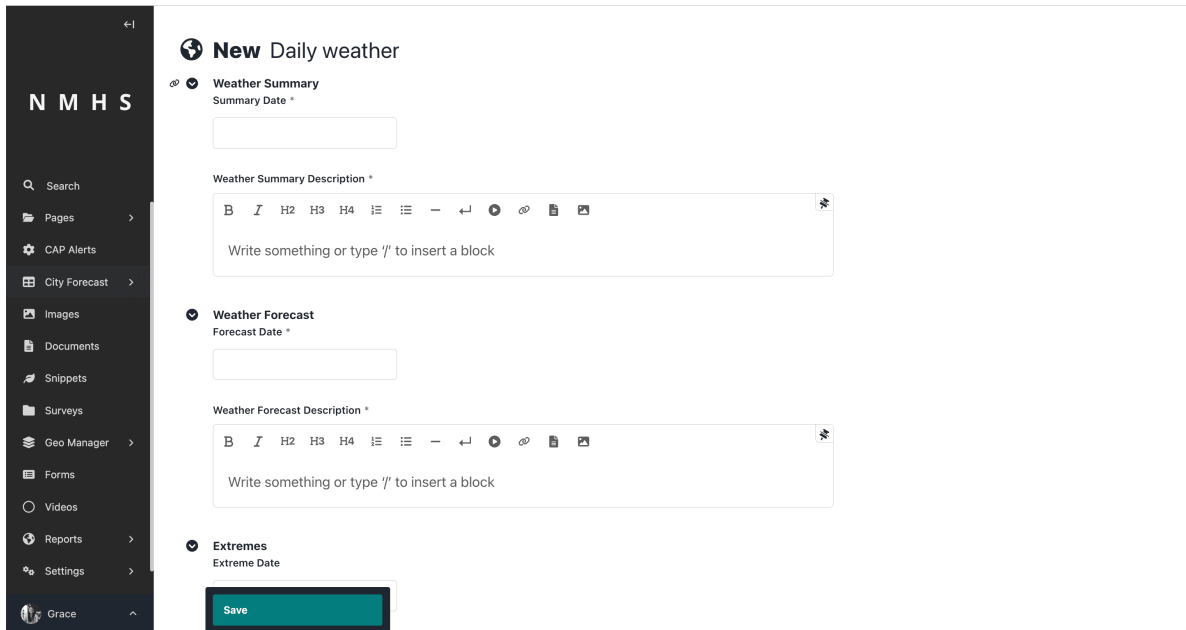 NMHS
Search
Pages
CAP Alerts
City Forecast
Images
Documents
Snippets
Surveys
Geo Manager
Forms
Videos
Reports
Settings
Grace
New Daily weather
Weather Summary
Summary Date *
Weather Summary Description *
B I H2 H3 H4
Write something or type ‘/’ to insert a block
Weather Forecast
Forecast Date *
Weather Forecast Description *
B I H2 H3 H4
Write something or type ‘/’ to insert a block
Extremes
Extreme Date
Save